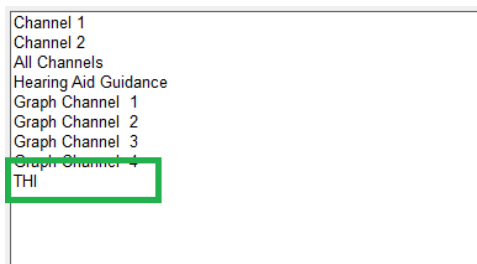 Channel 1
Channel 2
All Channels
Hearing Aid Guidance
Graph Channel  1
Graph Channel  2
Graph Channel  3
Graph Channel  4
THI